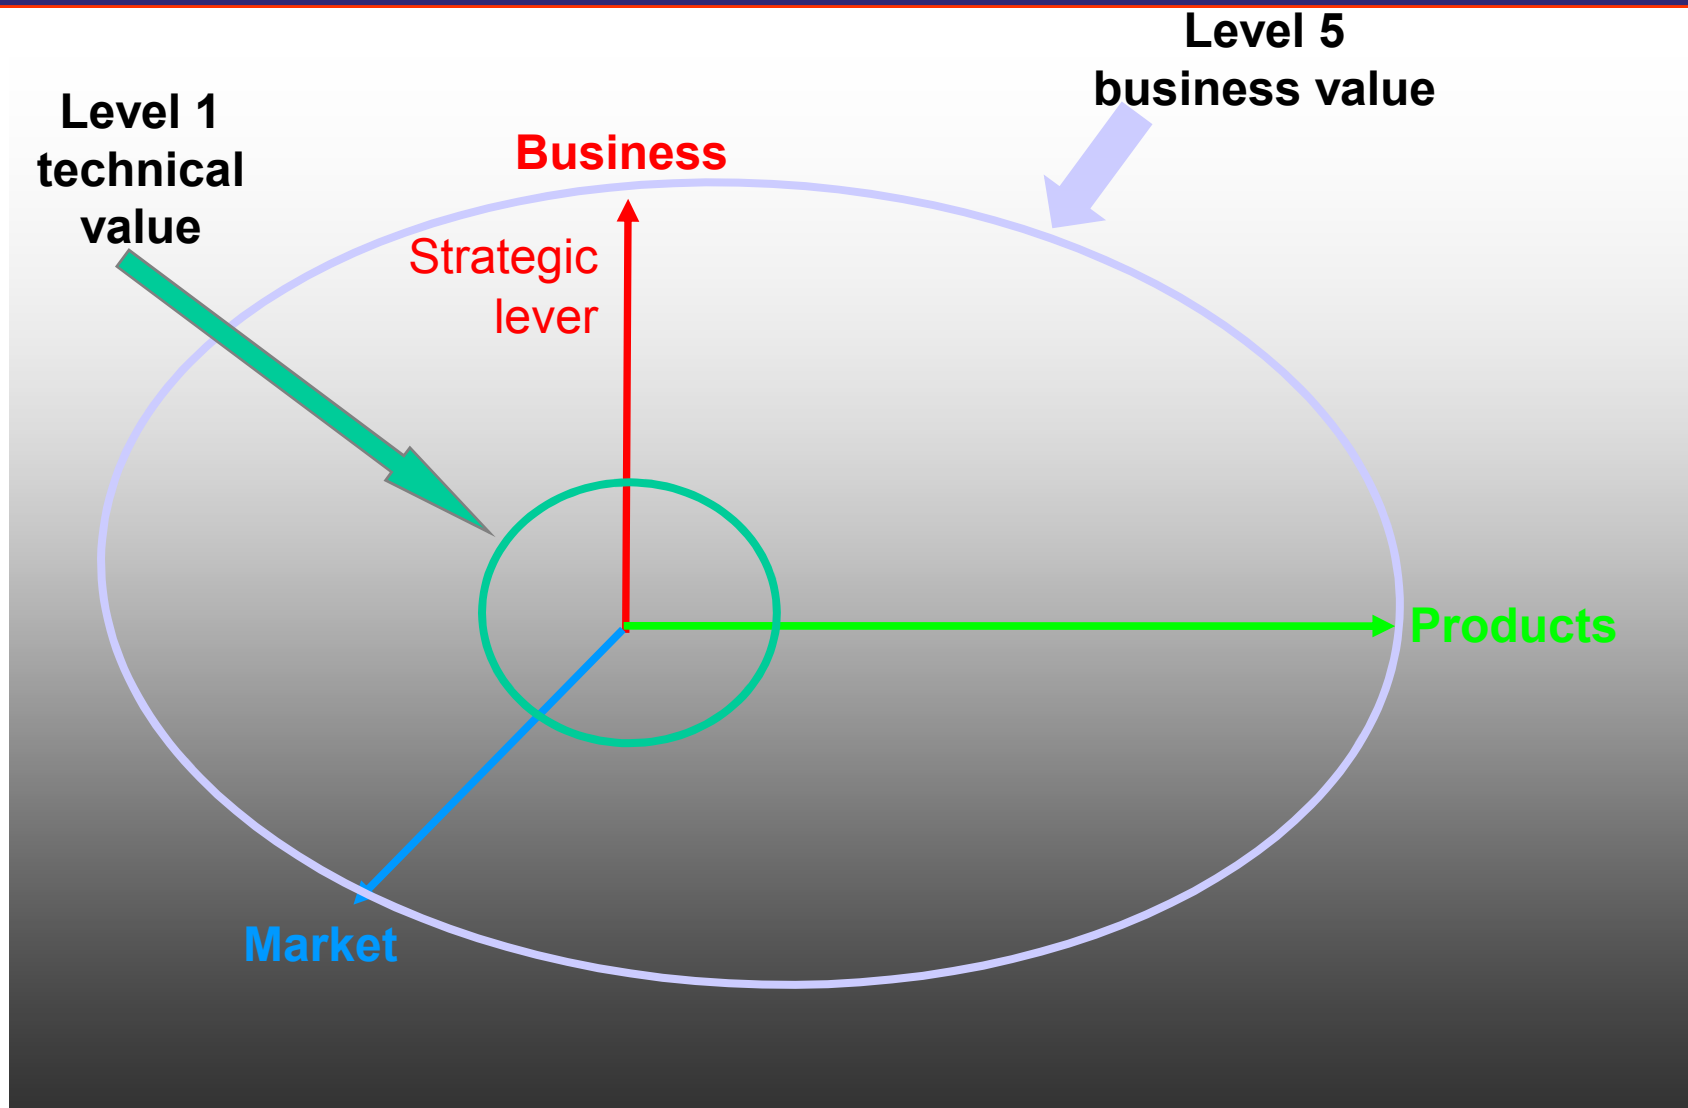 Level 5
business value
Level 1
technical
value
Business
Strategic
lever
Products
Market